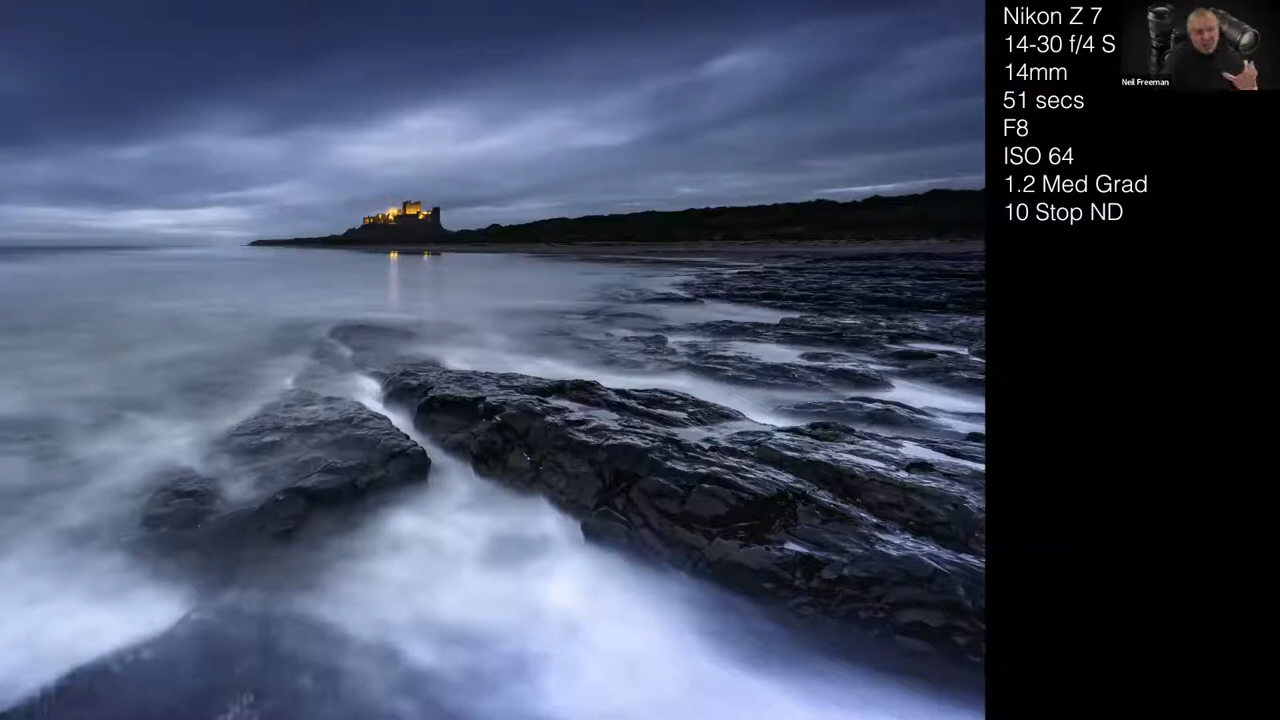 Nikon Z 7
14-30 f/4 S
14mm
51 secs
F8
ISO 64
1.2 Med Grad
10 Stop ND
Neil Freeman